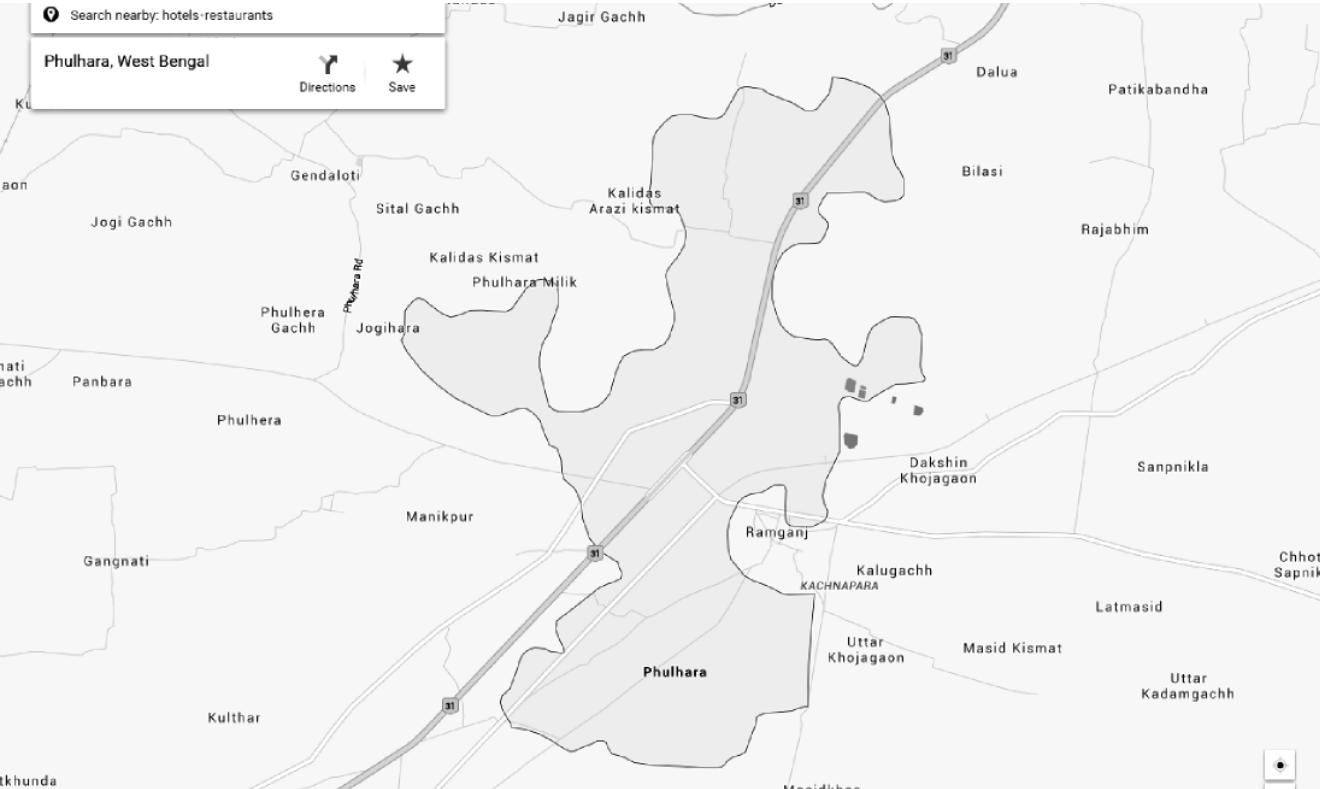 Search nearby: hotels·restaurants
Phulhara, West Bengal
Directions
Save
Jagir Gachh
31
Dalua
Patikabandha
Gendaloti
Bilasi
Kalidas
Arazi kismat
31
Sital Gachh
Jogi Gachh
Rajabhim
Kalidas Kismat
Phulhara Milik
Phulhara Rd
Phulhera
Gachh
Jogihara
Panbara
31
Phulhera
Dakshin
Khojagaon
Sanpnikla
Manikpur
Ramganj
31
Gangnati
Kalugachh
KACHNAPARA
Latmasid
Uttar
Khojagaon
Masid Kismat
Phulhara
Uttar
Kadamgachh
31
Kulthar